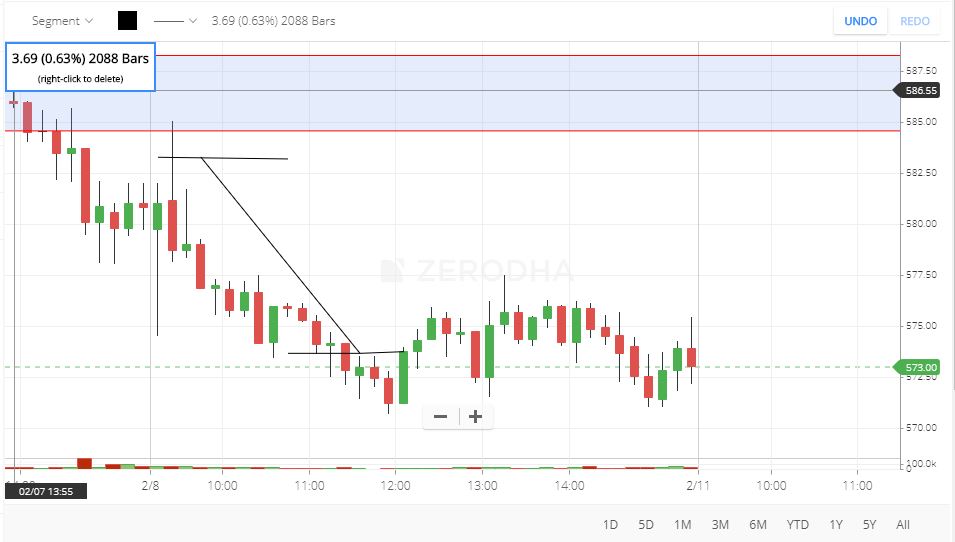 Segment 3.69 (0.63%) 2088 Bars UNDO REDO
3.69 (0.63%) 2088 Bars
(right-click to delete)
587.50
586.55
585.00
582.50
580.00
ZERODHA
577.50
575.00
573.00
572.50
570.00
100.0k
0
02/07 13:55
2/8 10:00 11:00 12:00 13:00 14:00 2/11 10:00 11:00
1D 5D 1M 3M 6M YTD 1Y 5Y All